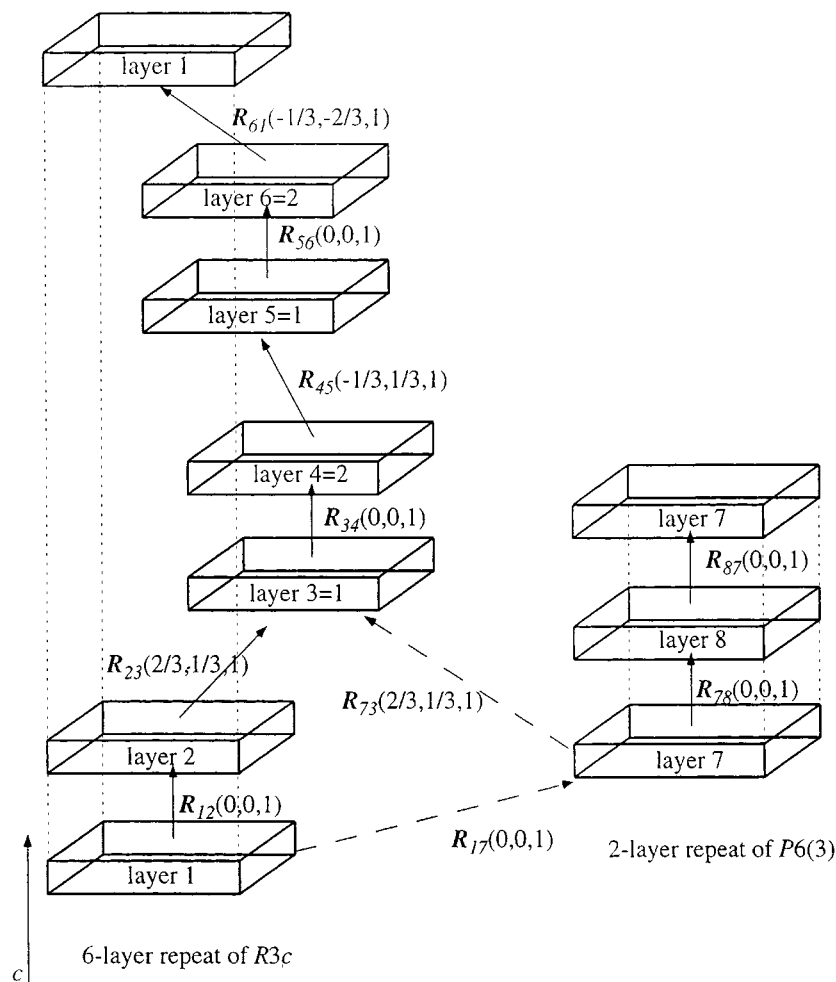 layer 1
R61(-1/3,-2/3,1)
layer 6=2
R56(0,0,1)
layer 5=1
R45(-1/3,1/3,1)
layer 4=2
R34(0,0,1)
layer 3=1
R23(2/3,1/3,1)
layer 2
R12(0,0,1)
layer 1
c
6-layer repeat of R3c
layer 7
R87(0,0,1)
layer 8
R78(0,0,1)
layer 7
R73(2/3,1/3,1)
R17(0,0,1)
2-layer repeat of P6(3)